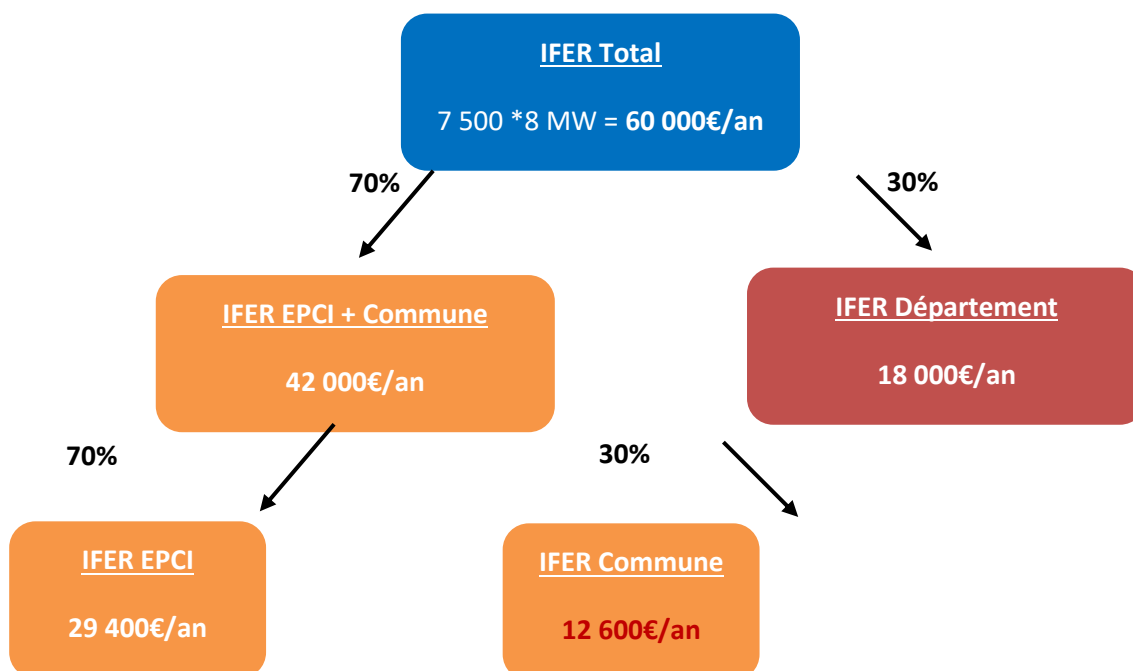 IFER Total
7 500 *8 MW = 60 000€/an
70%
30%
IFER EPCI + Commune
42 000€/an
IFER Département
18 000€/an
70%
30%
IFER EPCI
29 400€/an
IFER Commune
12 600€/an